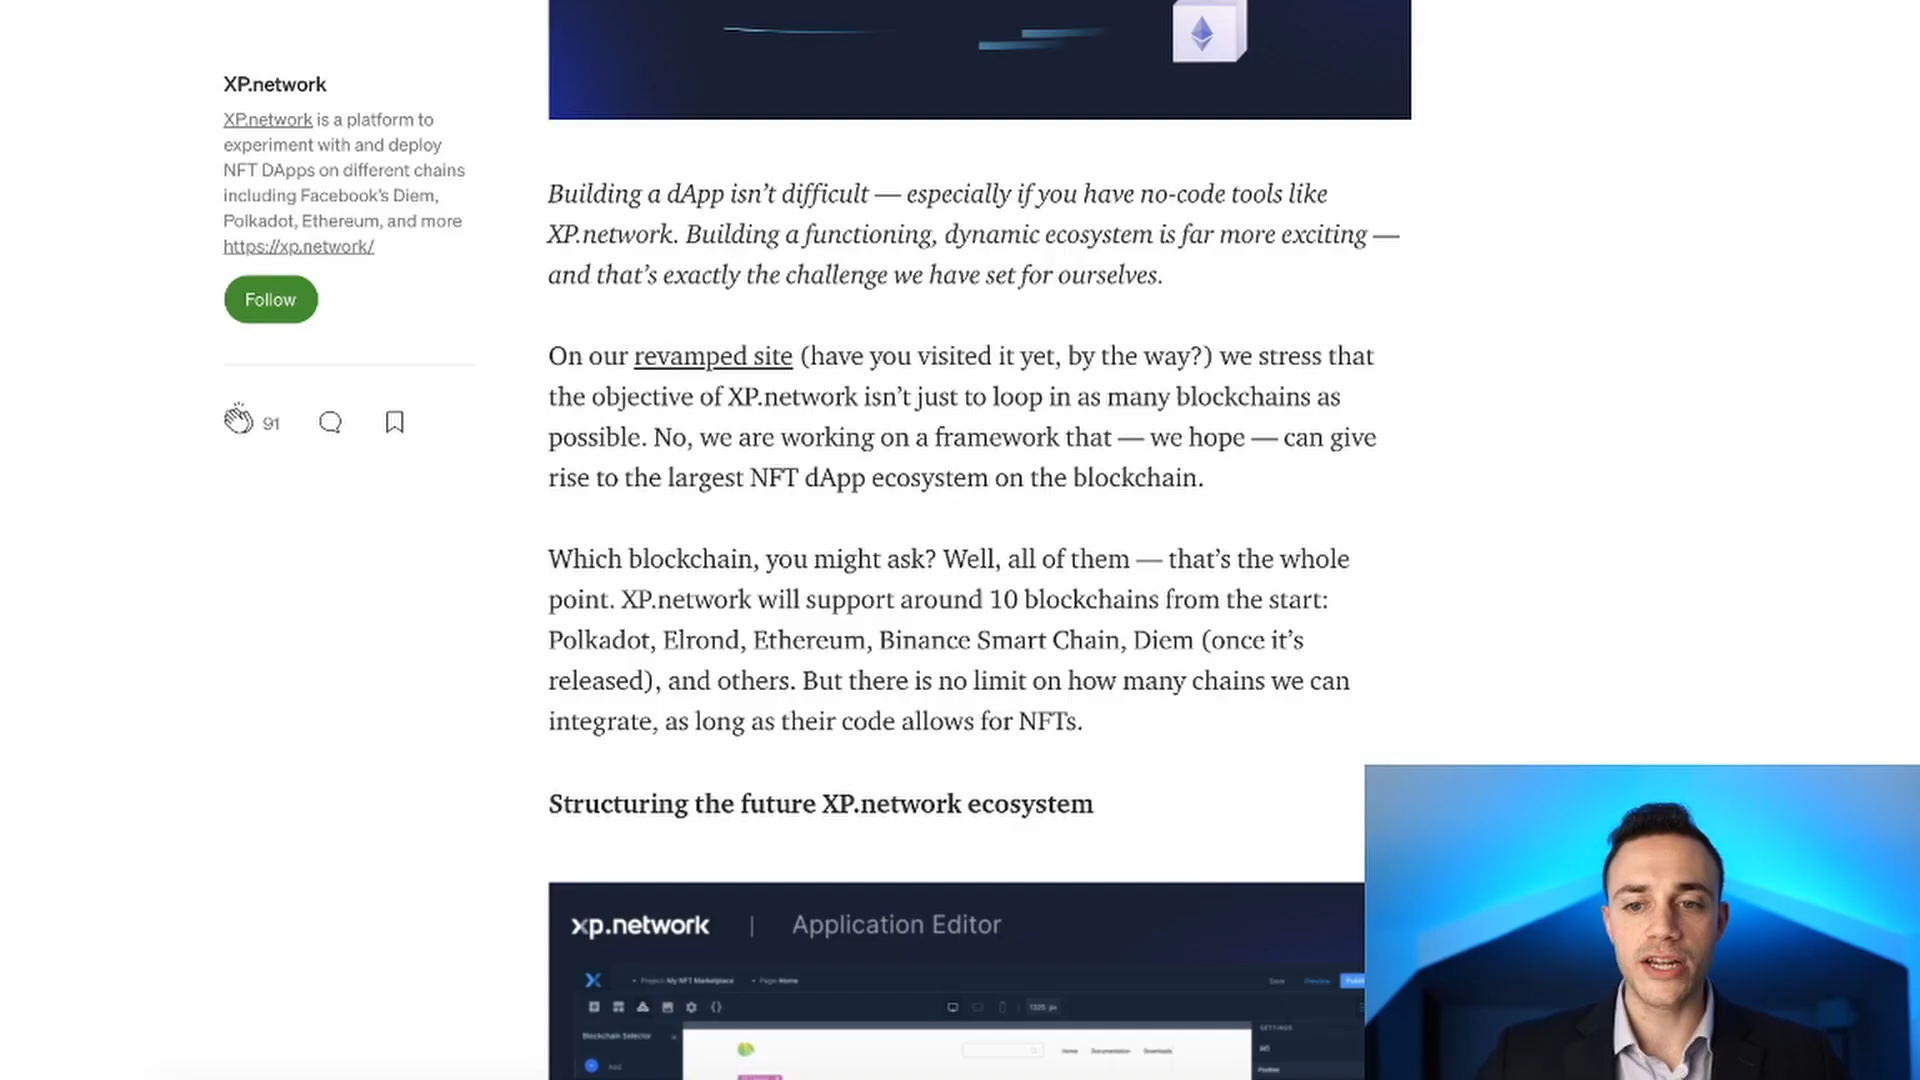 XP.network
XP.network is a platform to
experiment with and deploy
NFT DApps on different chains
including Facebook's Diem,
Polkadot, Ethereum, and more
https://xp.network/
Follow
91
Building a dApp isn’t difficult — especially if you have no-code tools like
XP.network. Building a functioning, dynamic ecosystem is far more exciting —
and that’s exactly the challenge we have set for ourselves.
On our revamped site (have you visited it yet, by the way?) we stress that
the objective of XP.network isn’t just to loop in as many blockchains as
possible. No, we are working on a framework that — we hope — can give
rise to the largest NFT dApp ecosystem on the blockchain.
Which blockchain, you might ask? Well, all of them — that’s the whole
point. XP.network will support around 10 blockchains from the start:
Polkadot, Elrond, Ethereum, Binance Smart Chain, Diem (once it’s
released), and others. But there is no limit on how many chains we can
integrate, as long as their code allows for NFTs.
Structuring the future XP.network ecosystem
xp.network | Application Editor
Project: My NFT Marketplace Page: Home Save Preview
1325 px
Blockchain Selector SETTINGS
Home Documentation Downloads
Add Position